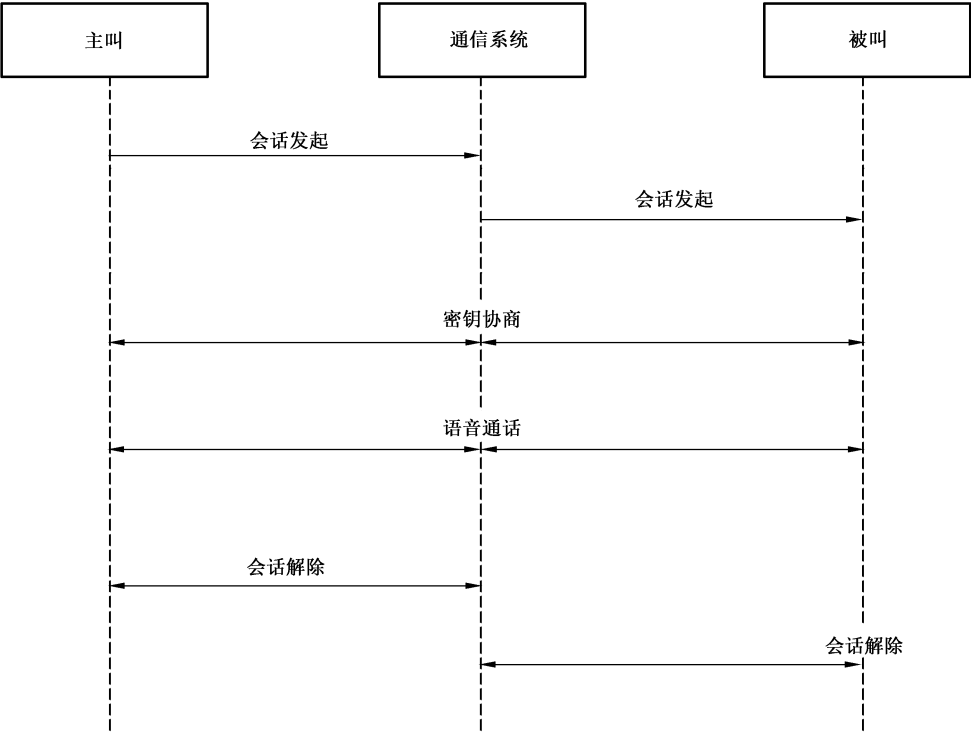 主叫
通信系统
被叫
会话发起
会话发起
密钥协商
语音通话
会话解除
会话解除